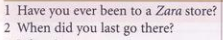 1 Have you ever been to a Zara store?
2 When did you last go there?